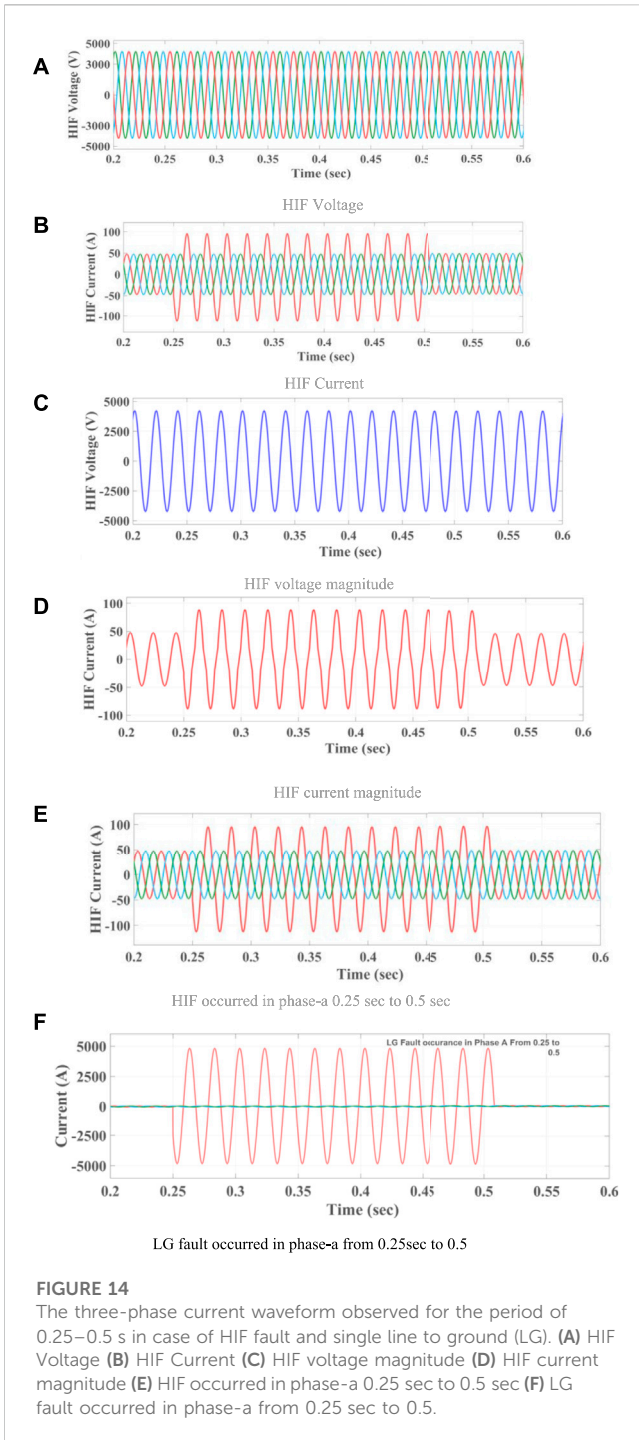 A
HIF Voltage (V)
5000
3000
0
-3000
-5000
0.2 0.25 0.3 0.35 0.4 0.45 0.5 0.55 0.6
Time (sec)
HIF Voltage
B
HIF Current (A)
100
50
0
-50
-100
0.2 0.25 0.3 0.35 0.4 0.45 0.5 0.55 0.6
Time (sec)
HIF Current
C
HIF Voltage (V)
5000
2500
0
-2500
-5000
0.2 0.25 0.3 0.35 0.4 0.45 0.5 0.55 0.6
Time (sec)
HIF voltage magnitude
D
HIF Current (A)
100
50
0
-50
-100
0.2 0.25 0.3 0.35 0.4 0.45 0.5 0.55 0.6
Time (sec)
HIF current magnitude
E
HIF Current (A)
100
50
0
-50
-100
0.2 0.25 0.3 0.35 0.4 0.45 0.5 0.55 0.6
Time (sec)
HIF occurred in phase-a 0.25 sec to 0.5 sec
F
LG Fault occurance in Phase A From 0.25 to
0.5
Current (A)
5000
2500
0
-2500
-5000
0.2 0.25 0.3 0.35 0.4 0.45 0.5 0.55 0.6
Time (sec)
LG fault occurred in phase-a from 0.25sec to 0.5
FIGURE 14
The three-phase current waveform observed for the period of
0.25–0.5 s in case of HIF fault and single line to ground (LG). (A) HIF
Voltage (B) HIF Current (C) HIF voltage magnitude (D) HIF current
magnitude (E) HIF occurred in phase-a 0.25 sec to 0.5 sec (F) LG
fault occurred in phase-a from 0.25 sec to 0.5.